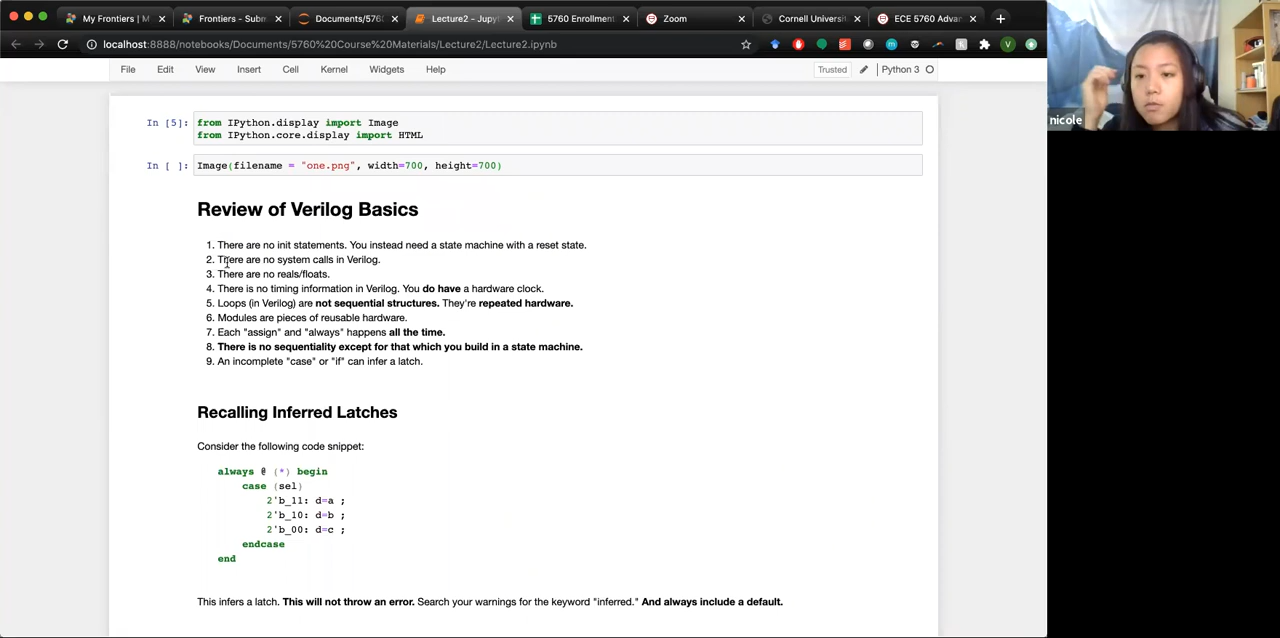 My Frontiers | M
Frontiers - Subm
Documents/5760
Lecture2 - Jupyt
5760 Enrollment
Zoom
Cornell Universit
ECE 5760 Advan
localhost:8888/notebooks/Documents/5760%20Course%20Materials/Lecture2/Lecture2.ipynb
File Edit View Insert Cell Kernel Widgets Help Trusted Python 3
nicole
In [5]: from IPython.display import Image
from IPython.core.display import HTML
In [ ]: Image(filename = "one.png", width=700, height=700)
Review of Verilog Basics
1. There are no init statements. You instead need a state machine with a reset state.
2. There are no system calls in Verilog.
3. There are no reals/floats.
4. There is no timing information in Verilog. You do have a hardware clock.
5. Loops (in Verilog) are not sequential structures. They're repeated hardware.
6. Modules are pieces of reusable hardware.
7. Each "assign" and "always" happens all the time.
8. There is no sequentiality except for that which you build in a state machine.
9. An incomplete "case" or "if" can infer a latch.
Recalling Inferred Latches
Consider the following code snippet:
always @ (*) begin
case (sel)
2'b_11: d=a ;
2'b_10: d=b ;
2'b_00: d=c ;
endcase
end
This infers a latch. This will not throw an error. Search your warnings for the keyword "inferred." And always include a default.